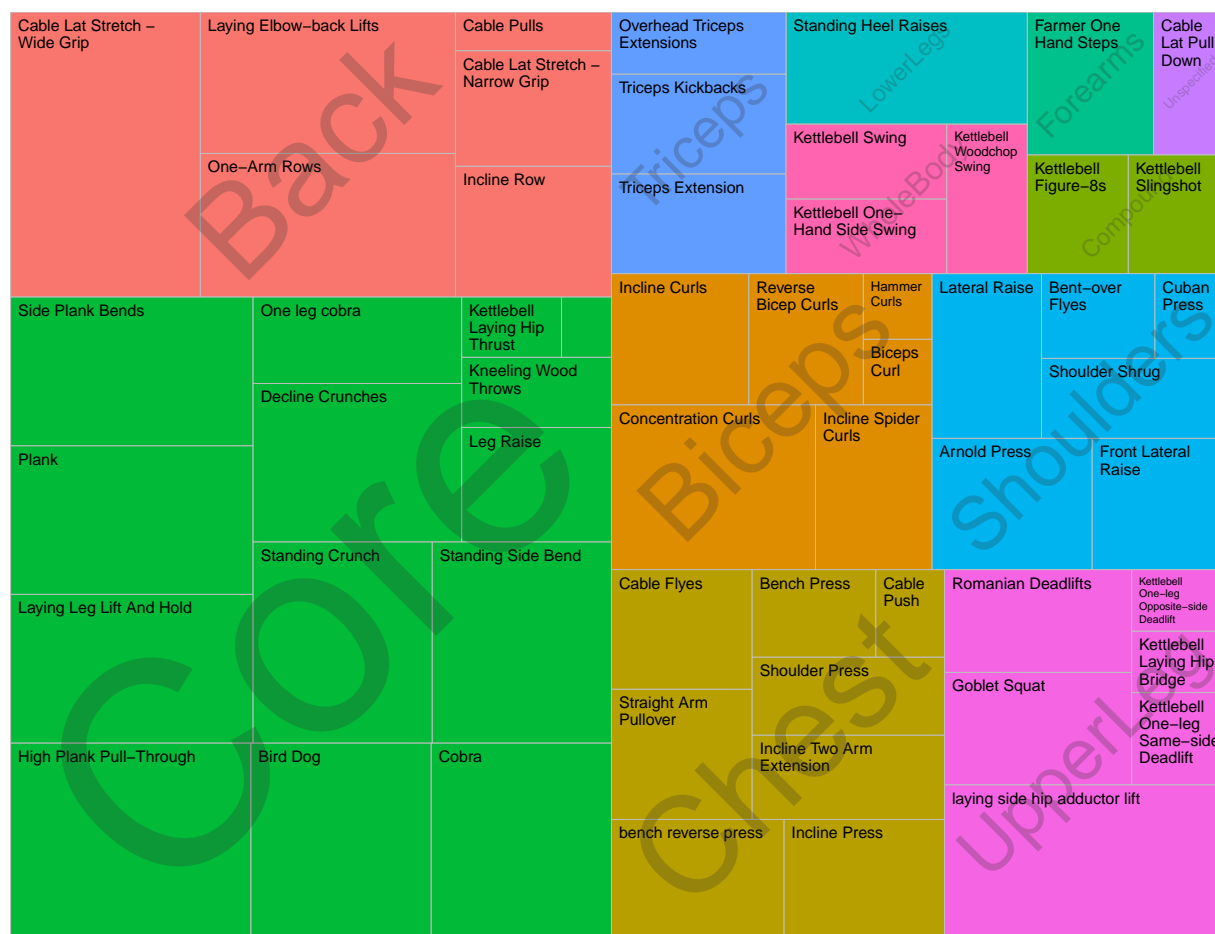 Cable Lat Stretch –
Wide Grip
Laying Elbow–back Lifts
One–Arm Rows
Cable Pulls
Cable Lat Stretch –
Narrow Grip
Incline Row
Back
Side Plank Bends
Plank
Laying Leg Lift And Hold
One leg cobra
Decline Crunches
Kettlebell
Laying Hip
Thrust
Kneeling Wood
Throws
Leg Raise
Standing Crunch
Standing Side Bend
High Plank Pull–Through
Bird Dog
Cobra
Core
Overhead Triceps
Extensions
Triceps Kickbacks
Triceps Extension
Triceps
Standing Heel Raises
LowerLegs
Kettlebell Swing
Kettlebell One–
Hand Side Swing
Kettlebell
Woodchop
Swing
WholeBody
Farmer One
Hand Steps
Forearms
Cable
Lat Pull
Down
Unspecified
Kettlebell
Figure–8s
Kettlebell
Slingshot
Compound
Incline Curls
Reverse
Bicep Curls
Hammer
Curls
Biceps
Curl
Concentration Curls
Incline Spider
Curls
Biceps
Lateral Raise
Bent–over
Flyes
Cuban
Press
Shoulder Shrug
Arnold Press
Front Lateral
Raise
Shoulders
Cable Flyes
Straight Arm
Pullover
Bench Press
Cable
Push
Shoulder Press
Incline Two Arm
Extension
bench reverse press
Incline Press
Chest
Romanian Deadlifts
Goblet Squat
Kettlebell
One–leg
Opposite–side
Deadlift
Kettlebell
Laying Hip
Bridge
Kettlebell
One–leg
Same–side
Deadlift
laying side hip adductor lift
UpperLeg